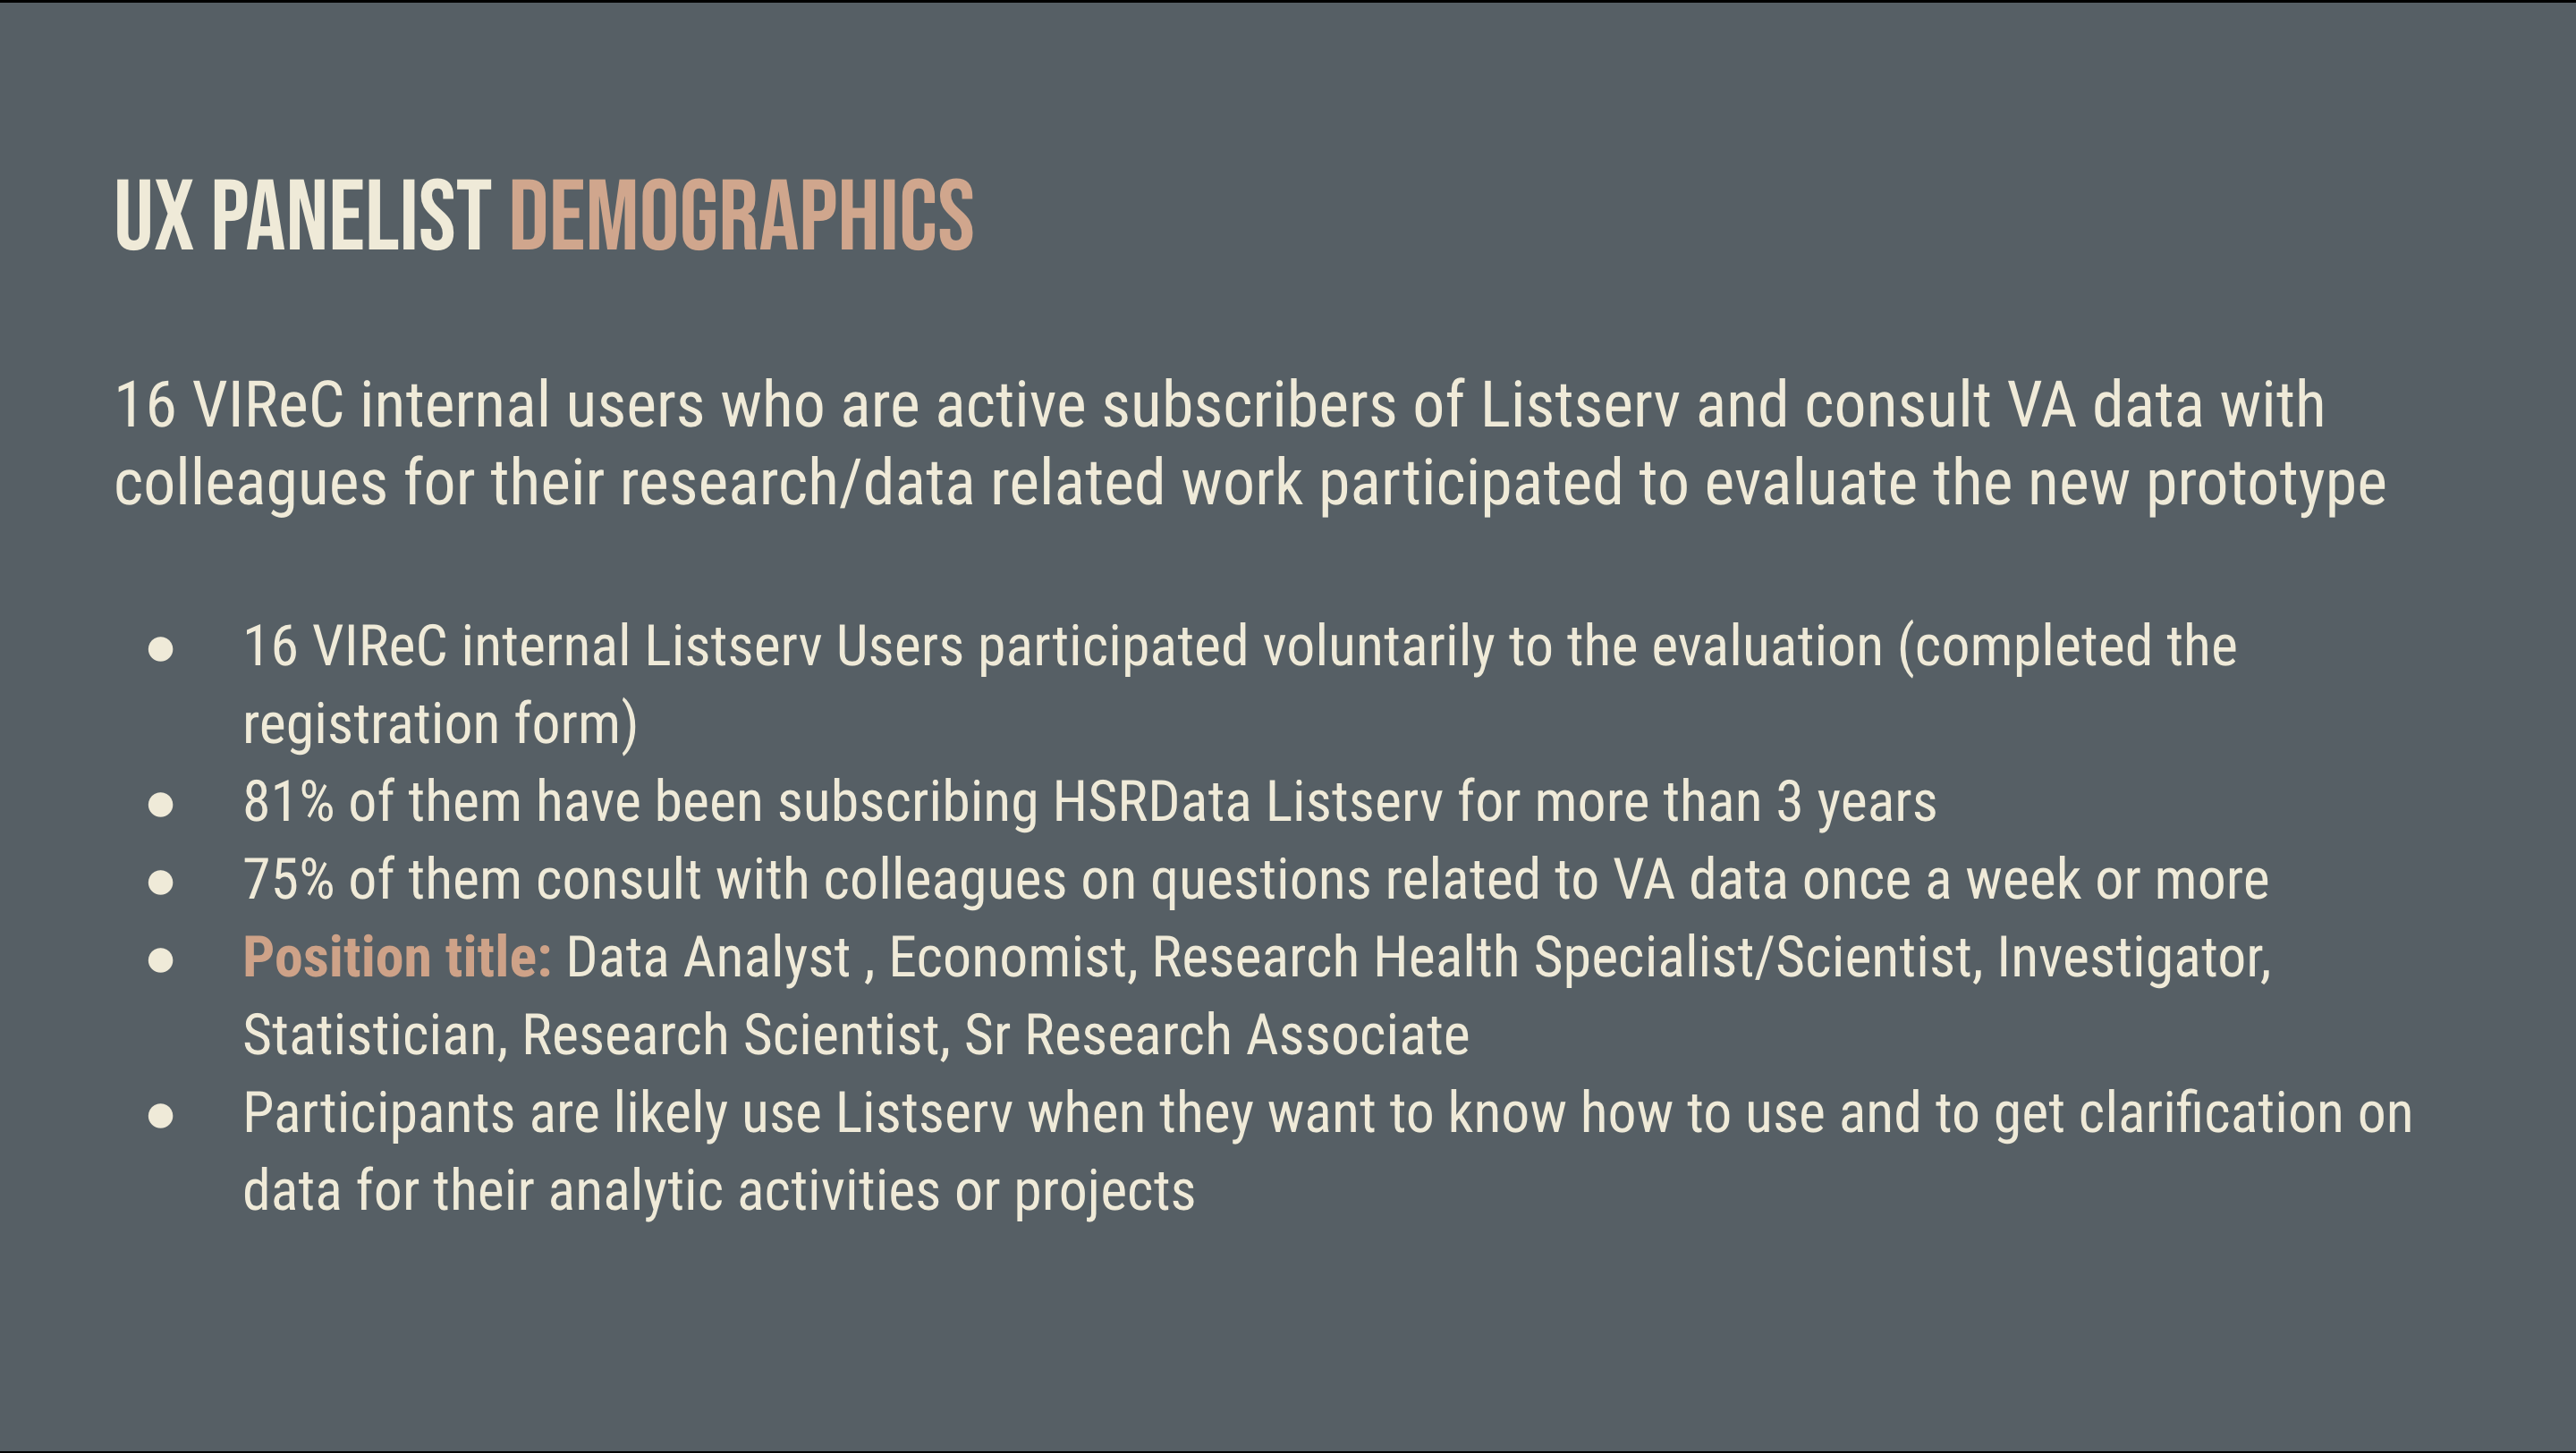 UX PANELIST DEMOGRAPHICS
16 VIReC internal users who are active subscribers of Listserv and consult VA data with
colleagues for their research/data related work participated to evaluate the new prototype
● 16 VIReC internal Listserv Users participated voluntarily to the evaluation (completed the
registration form)
● 81% of them have been subscribing HSRData Listserv for more than 3 years
● 75% of them consult with colleagues on questions related to VA data once a week or more
● Position title: Data Analyst , Economist, Research Health Specialist/Scientist, Investigator,
Statistician, Research Scientist, Sr Research Associate
● Participants are likely use Listserv when they want to know how to use and to get clarification on
data for their analytic activities or projects